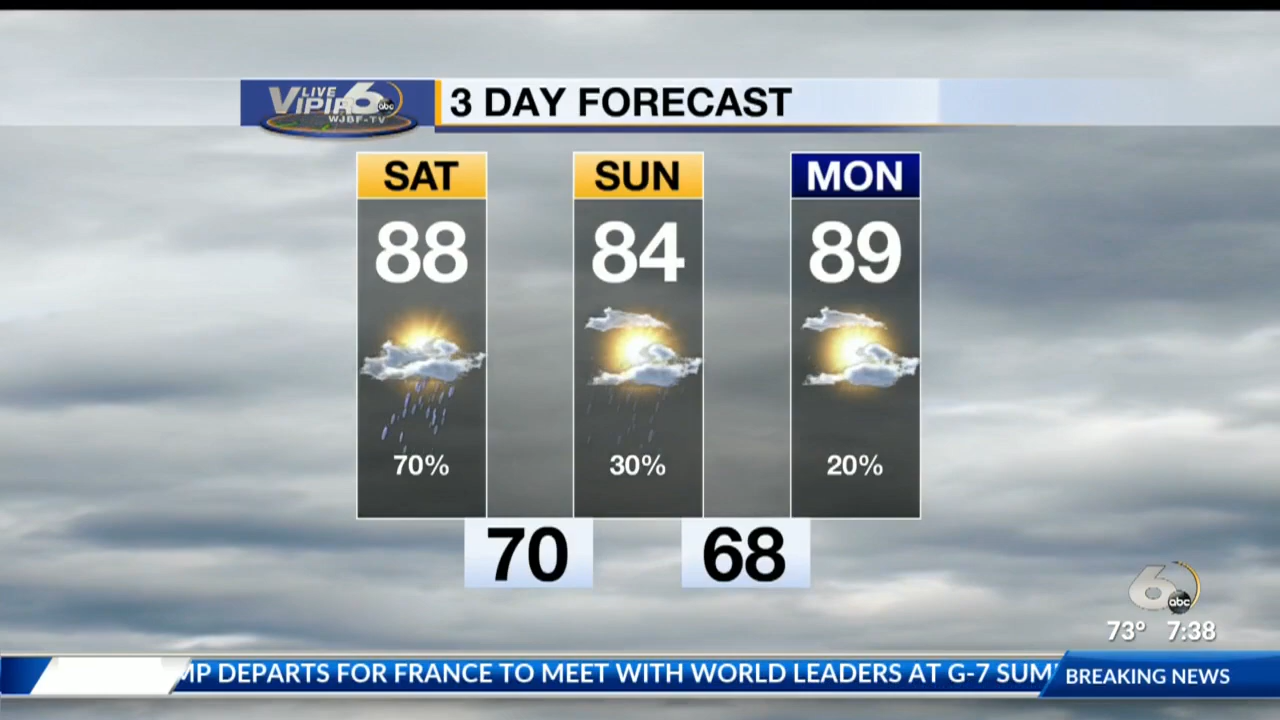 LIVE
VIPIR 6 abc
WJBF-TV
3 DAY FORECAST
SAT
SUN
MON
88
84
89
70%
30%
20%
70
68
6 abc
73° 7:38
MP DEPARTS FOR FRANCE TO MEET WITH WORLD LEADERS AT G-7 SUM
BREAKING NEWS